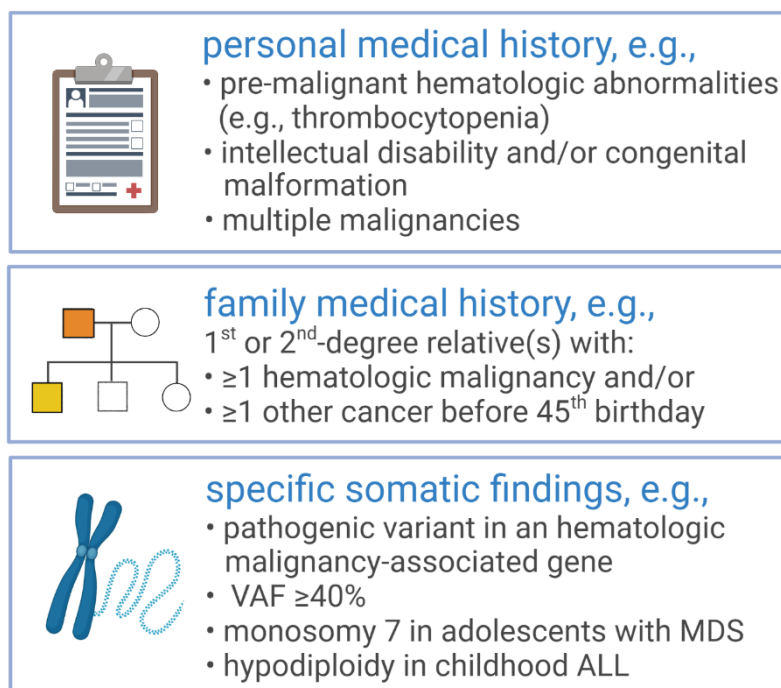 personal medical history, e.g.,
• pre-malignant hematologic abnormalities
(e.g., thrombocytopenia)
• intellectual disability and/or congenital
malformation
• multiple malignancies
family medical history, e.g.,
1st or 2nd-degree relative(s) with:
• ≥1 hematologic malignancy and/or
• ≥1 other cancer before 45th birthday
specific somatic findings, e.g.,
• pathogenic variant in an hematologic
malignancy-associated gene
• VAF ≥40%
• monosomy 7 in adolescents with MDS
• hypodiploidy in childhood ALL